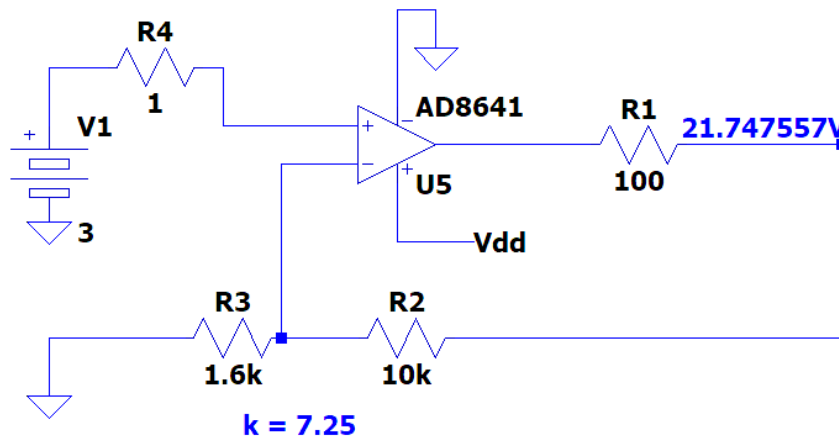 R4
1
+
V1
3
AD8641
+
−
−
+
U5
Vdd
R1
100
21.747557V
R3
1.6k
R2
10k
k = 7.25